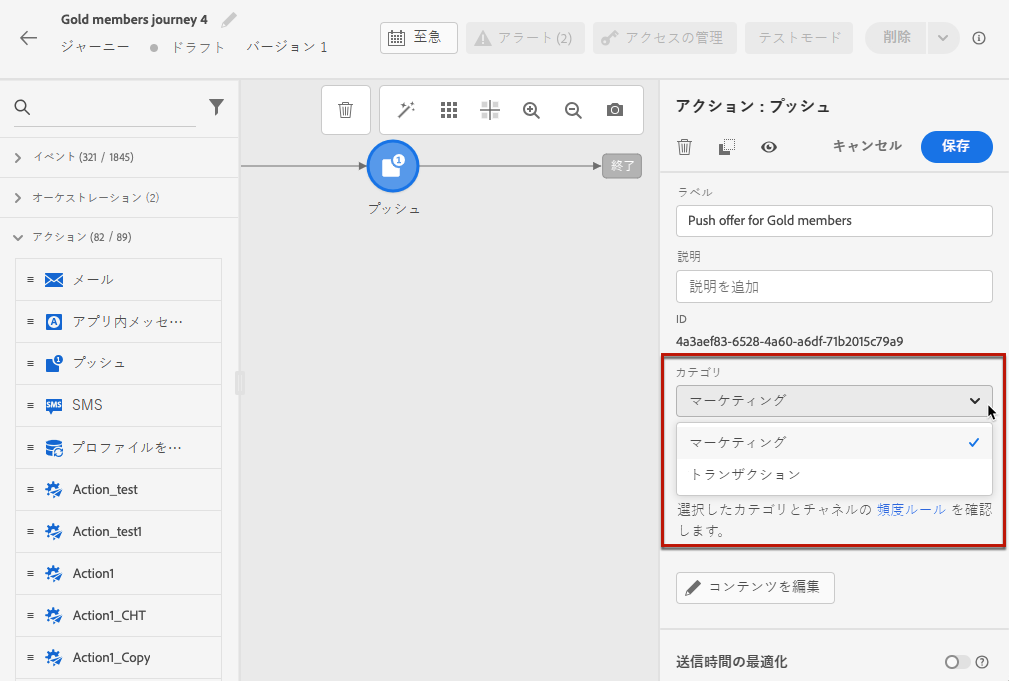 Gold members journey 4
ジャーニー ● ドラフト バージョン 1
至急
アラート (2)
アクセスの管理
テストモード
削除
イベント (321 / 1845)
オーケストレーション (2)
アクション (82 / 89)
メール
アプリ内メッセ…
プッシュ
SMS
プロファイルを…
Action_test
Action_test1
Action1
Action1_CHT
Action1_Copy
プッシュ
終了
アクション : プッシュ
キャンセル
保存
ラベル
Push offer for Gold members
説明
説明を追加
ID
4a3aef83-6528-4a60-a6df-71b2015c79a9
カテゴリ
マーケティング
マーケティング
トランザクション
選択したカテゴリとチャネルの 頻度ルール を確認
します。
コンテンツを編集
送信時間の最適化